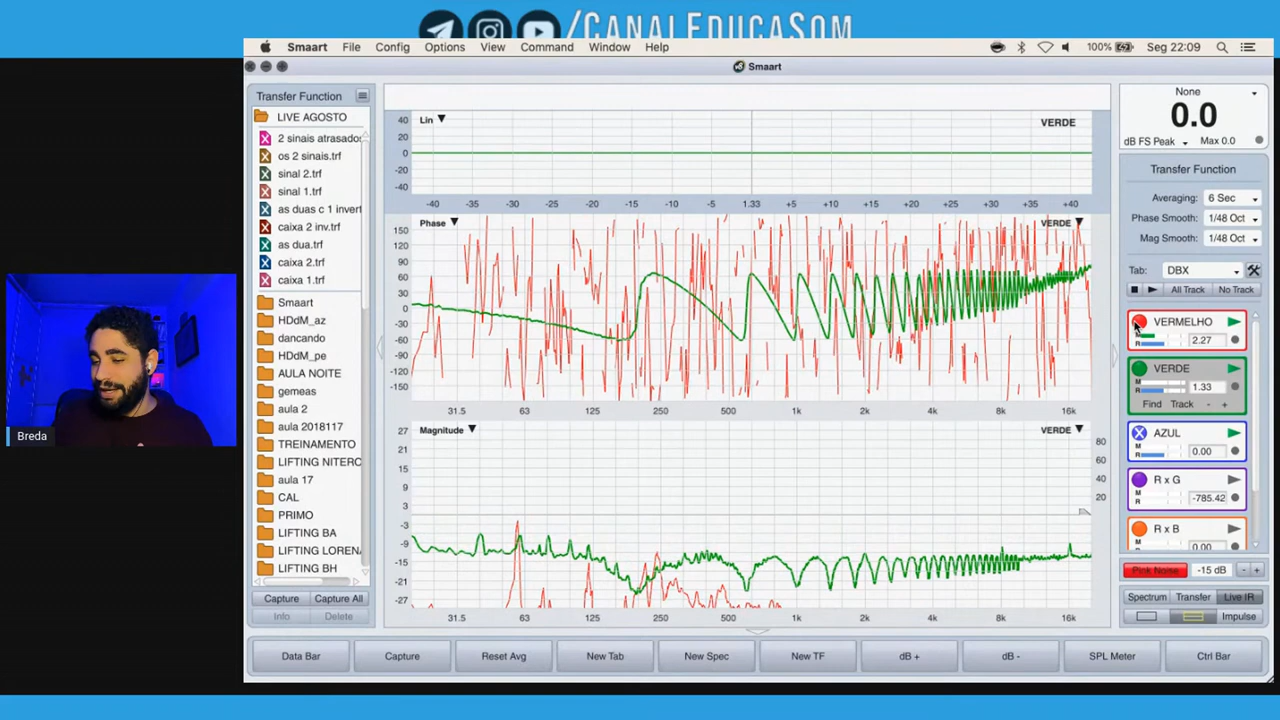 /CANALEDUCASOM
Smaart File Config Options View Command Window Help 100% Seg 22:09
Smaart
Transfer Function
LIVE AGOSTO
2 sinais atrasados
os 2 sinais.trf
sinal 2.trf
sinal 1.trf
as duas c 1 invert
caixa 2 inv.trf
as dua.trf
caixa 2.trf
caixa 1.trf
Smaart
HDdM_az
dancando
HDdM_pe
AULA NOITE
gemeas
aula 2
aula 2018117
TREINAMENTO
LIFTING NITERO
aula 17
CAL
PRIMO
LIFTING BA
LIFTING LORENA
LIFTING BH
Capture Capture All
Info Delete
Lin VERDE
40
20
0
-20
-40
-40 -35 -30 -25 -20 -15 -10 -5 1.33 +5 +10 +15 +20 +25 +30 +35 +40
Phase VERDE
150
120
90
60
30
0
-30
-60
-90
-120
-150
31.5 63 125 250 500 1k 2k 4k 8k 16k
Magnitude VERDE
27
21
15
9
3
-3
-9
-15
-21
-27
80
60
40
20
31.5 63 125 250 500 1k 2k 4k 8k 16k
None
0.0
dB FS Peak Max 0.0
Transfer Function
Averaging: 6 Sec
Phase Smooth: 1/48 Oct
Mag Smooth: 1/48 Oct
Tab: DBX
All Track No Track
VERMELHO
M
R 2.27
VERDE
M
R 1.33
Find Track - +
AZUL
M
R 0.00
R x G
M
R -785.42
R x B
M
0.00
Pink Noise -15 dB - +
Spectrum Transfer Live IR
Impulse
Data Bar Capture Reset Avg New Tab New Spec New TF dB + dB - SPL Meter Ctrl Bar
Breda